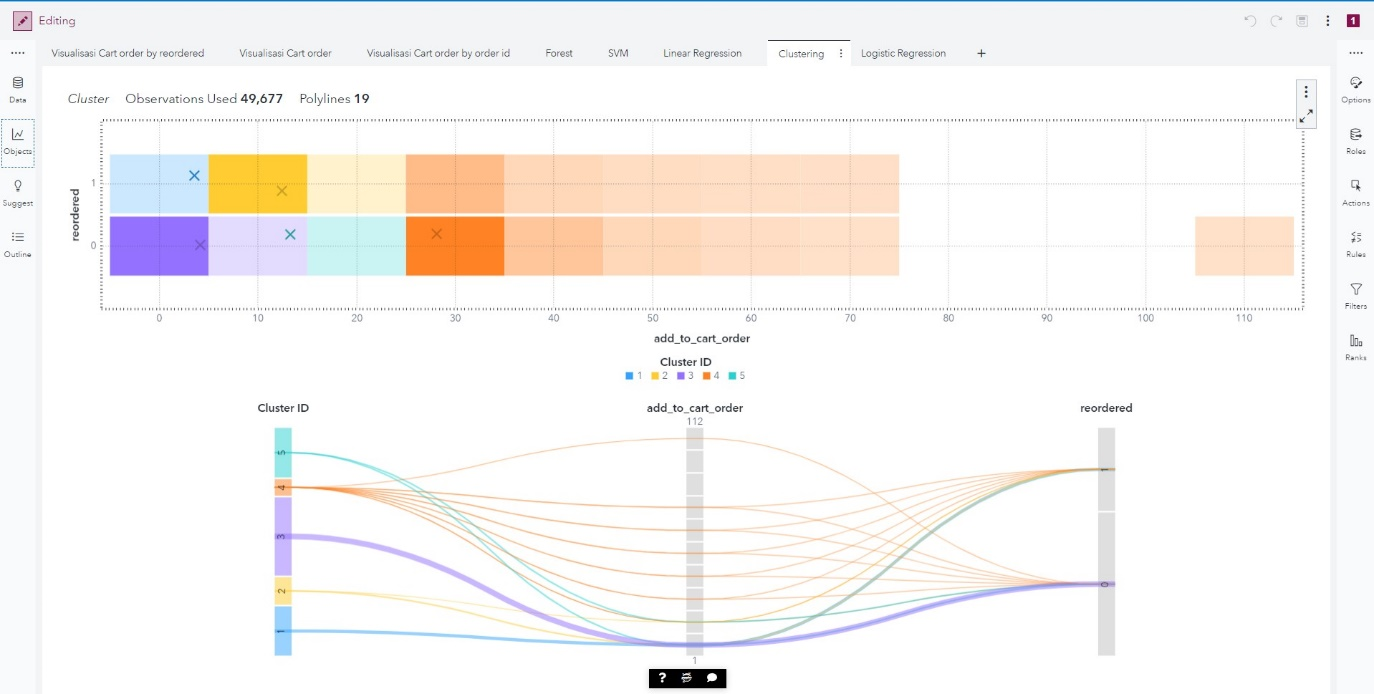 Editing
1
Visualisasi Cart order by reordered Visualisasi Cart order Visualisasi Cart order by order id Forest SVM Linear Regression Clustering Logistic Regression +
Data
Objects
Suggest
Outline
Options
Roles
Actions
Rules
Filters
Ranks
Cluster Observations Used 49,677 Polylines 19
reordered
1
0
0 10 20 30 40 50 60 70 80 90 100 110
add_to_cart_order
Cluster ID
1 2 3 4 5
Cluster ID add_to_cart_order reordered
112
5
4
3
2
1
1
0
1
?